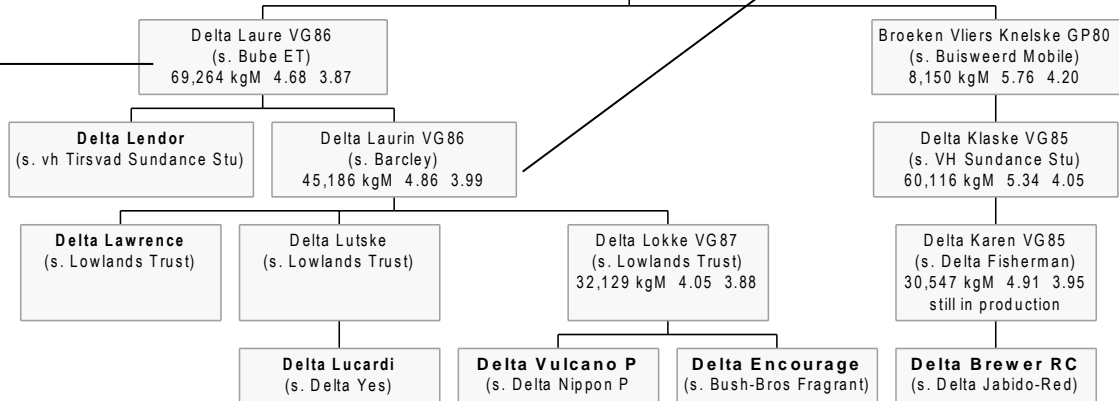 Delta Laure VG86
(s. Bube ET)
69,264 kgM 4.68 3.87
Broeken Vliers Knelske GP80
(s. Buisweerd Mobile)
8,150 kgM 5.76 4.20
Delta Lendor
(s. vh Tirsvad Sundance Stu)
Delta Laurin VG86
(s. Barcley)
45,186 kgM 4.86 3.99
Delta Klaske VG85
(s. VH Sundance Stu)
60,116 kgM 5.34 4.05
Delta Lawrence
(s. Lowlands Trust)
Delta Lutske
(s. Lowlands Trust)
Delta Lokke VG87
(s. Lowlands Trust)
32,129 kgM 4.05 3.88
Delta Karen VG85
(s. Delta Fisherman)
30,547 kgM 4.91 3.95
still in production
Delta Lucardi
(s. Delta Yes)
Delta Vulcano P
(s. Delta Nippon P
Delta Encourage
(s. Bush-Bros Fragrant)
Delta Brewer RC
(s. Delta Jabido-Red)